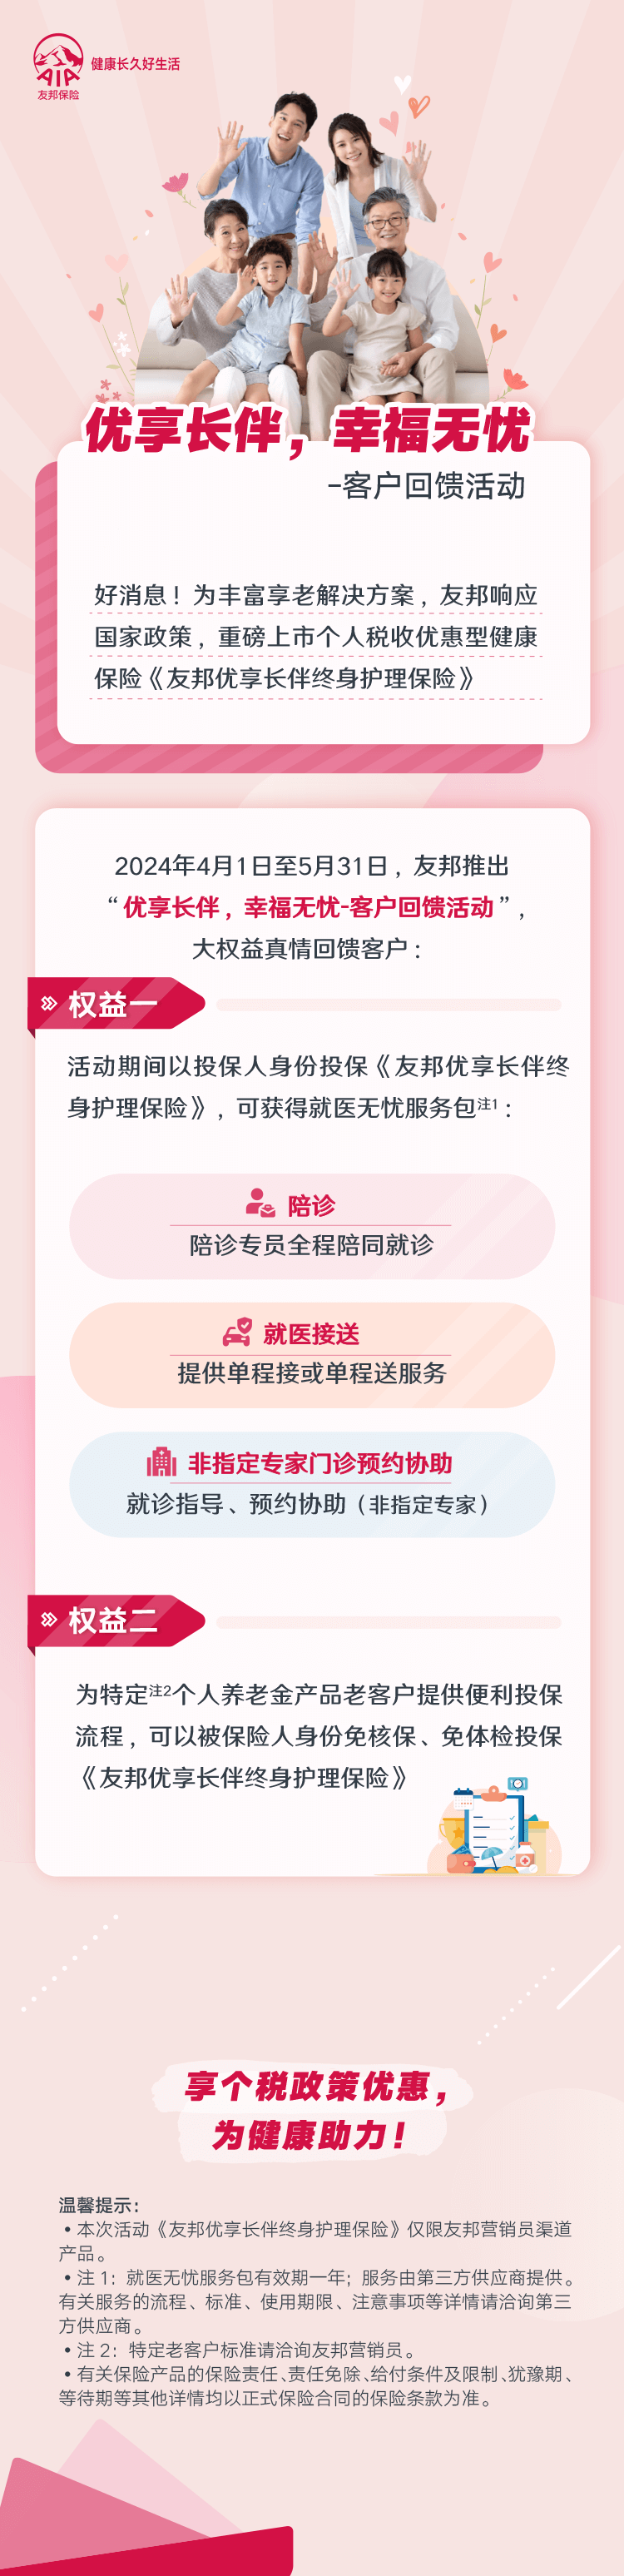 AIA
友邦保险
健康长久好生活
优享长伴，幸福无忧
-客户回馈活动
好消息！为丰富享老解决方案，友邦响应
国家政策，重磅上市个人税收优惠型健康
保险《友邦优享长伴终身护理保险》
2024年4月1日至5月31日，友邦推出
“优享长伴，幸福无忧-客户回馈活动”，
大权益真情回馈客户：
权益一
活动期间以投保人身份投保《友邦优享长伴终
身护理保险》，可获得就医无忧服务包注1：
陪诊
陪诊专员全程陪同就诊
就医接送
提供单程接或单程送服务
非指定专家门诊预约协助
就诊指导、预约协助（非指定专家）
权益二
为特定注2个人养老金产品老客户提供便利投保
流程，可以被保险人身份免核保、免体检投保
《友邦优享长伴终身护理保险》
享个税政策优惠，
为健康助力！
温馨提示：
•本次活动《友邦优享长伴终身护理保险》仅限友邦营销员渠道
产品。
•注 1：就医无忧服务包有效期一年；服务由第三方供应商提供。
有关服务的流程、标准、使用期限、注意事项等详情请洽询第三
方供应商。
•注 2：特定老客户标准请洽询友邦营销员。
•有关保险产品的保险责任、责任免除、给付条件及限制、犹豫期、
等待期等其他详情均以正式保险合同的保险条款为准。